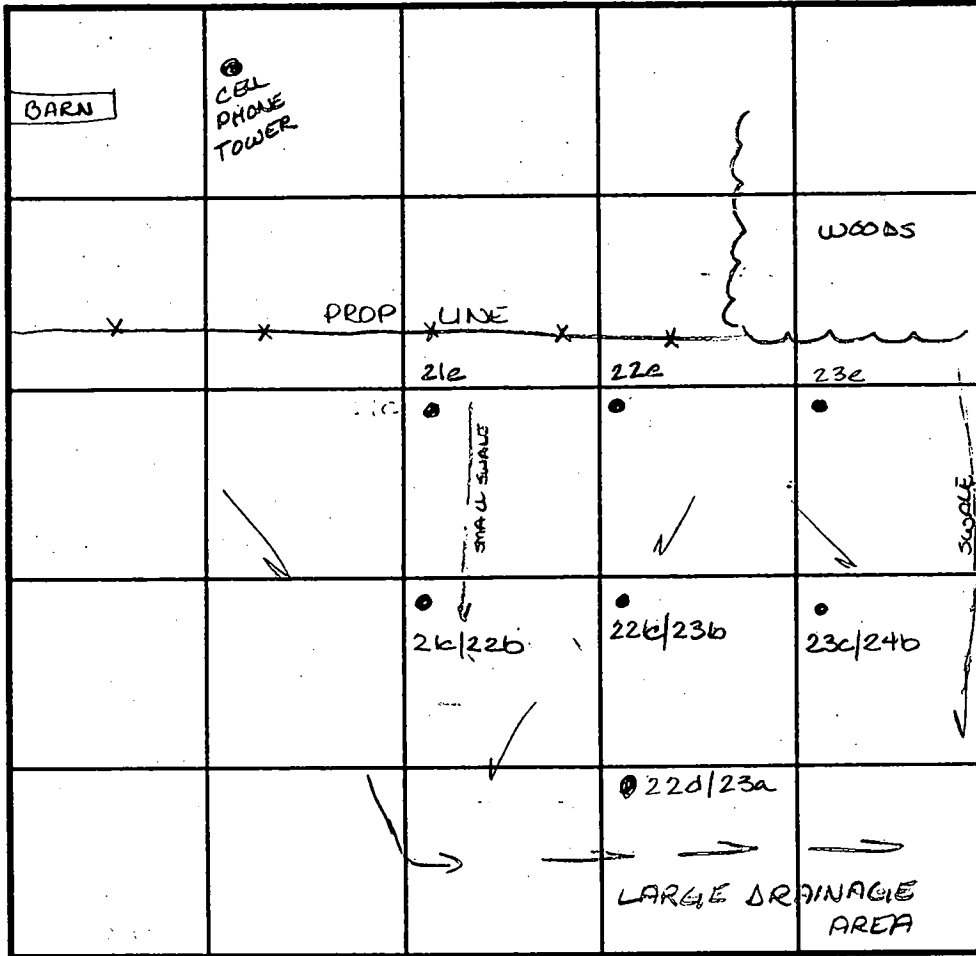 BARN
CELL
PHONE
TOWER
WOODS
PROP LINE
21e
22e
23e
SMALL SWALE
SWALE
21c/22b
22c/23b
23c/24b
22d/23a
LARGE DRAINAGE
AREA